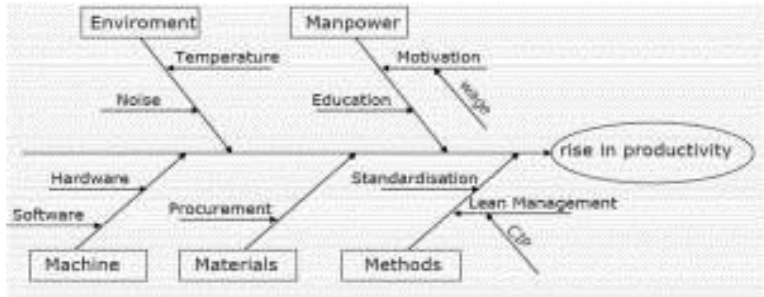 Enviroment
Manpower
Temperature
Motivation
Noise
Education
wage
rise in productivity
Hardware
Standardisation
Software
Procurement
Lean Management
CIP
Machine
Materials
Methods